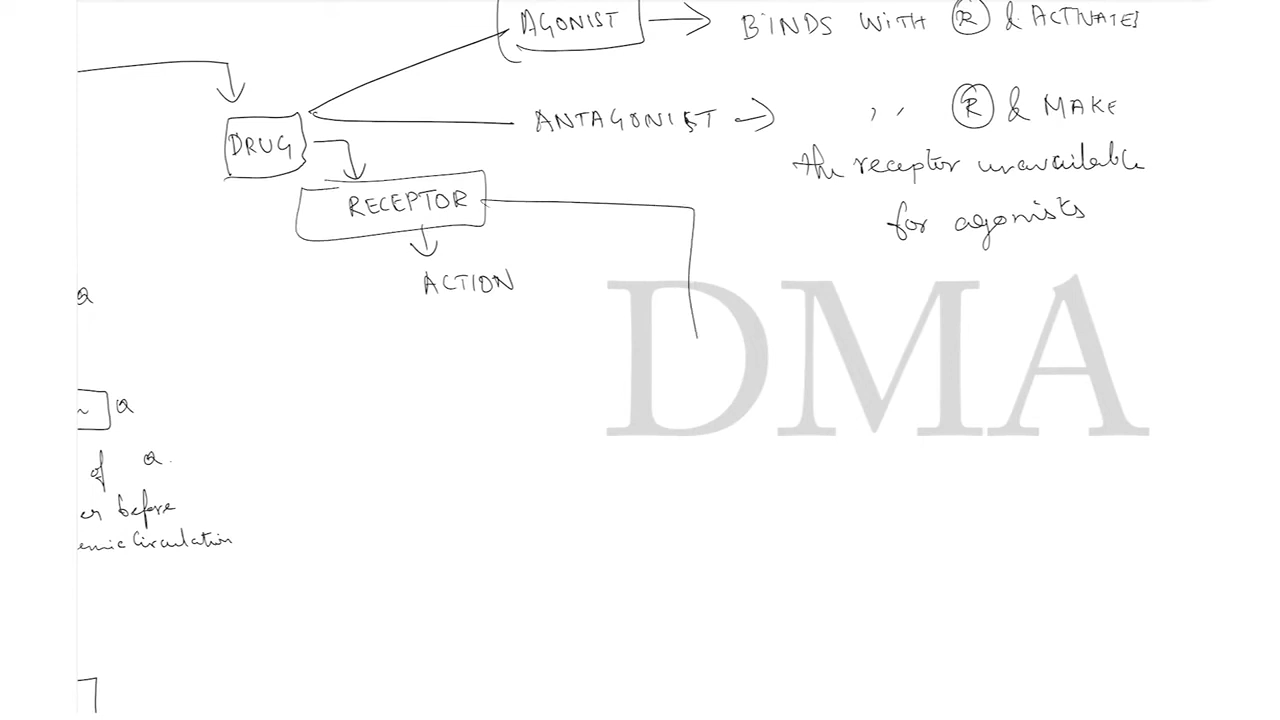 AGONIST → BINDS WITH Ⓡ & ACTIVATES
ANTAGONIST → ,, Ⓡ & MAKE
the receptor unavailable
for agonists
DRUG
RECEPTOR
ACTION
DMA
of
before
Circulation